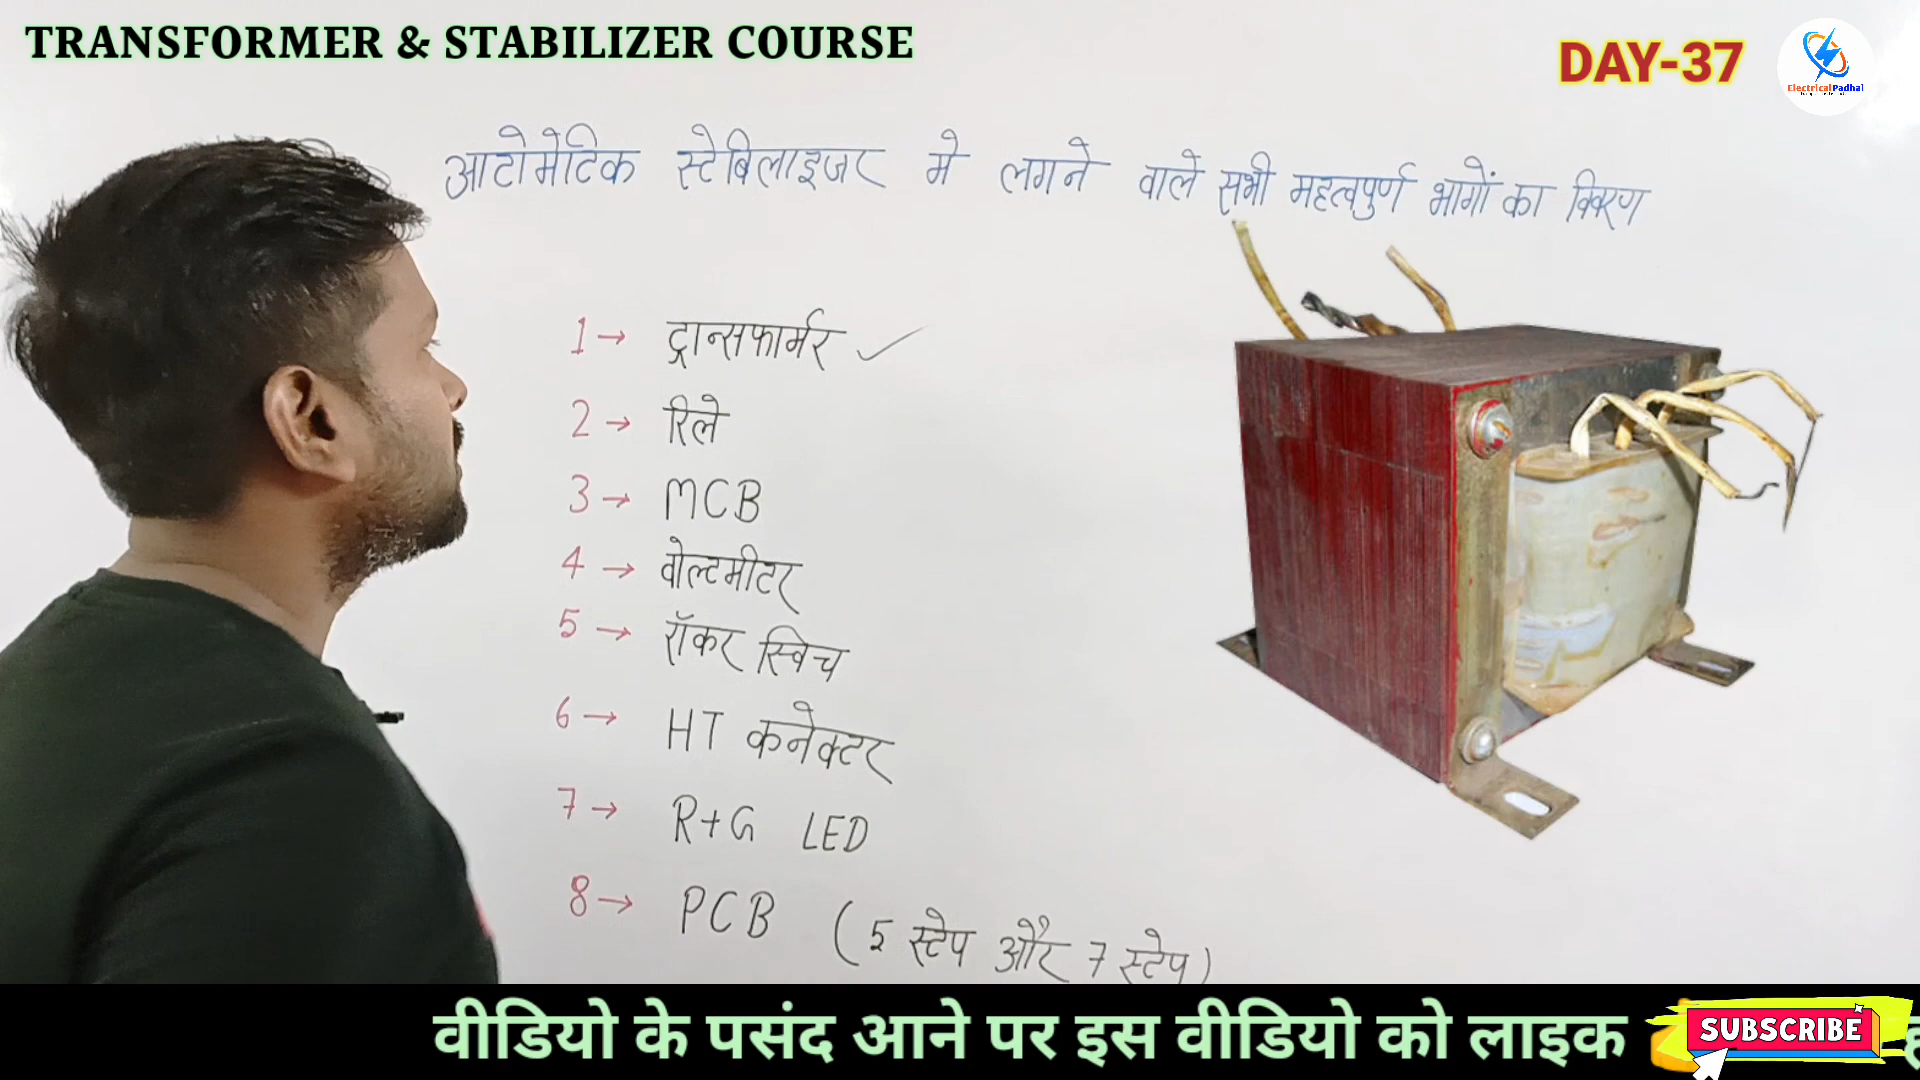 TRANSFORMER & STABILIZER COURSE
DAY-37
ElectricalPadhai
आटोमेटिक स्टेबिलाइजर मे लगने वाले सभी महत्वपुर्ण भागों का विवरण
1→ ट्रान्सफार्मर ✓
2→ रिले
3→ MCB
4→ वोल्टमीटर
5→ रॉकर स्विच
6→ HT कनेक्टर
7→ R+G LED
8→ PCB (5 स्टेप और 7 स्टेप)
वीडियो के पसंद आने पर इस वीडियो को लाइक
SUBSCRIBE